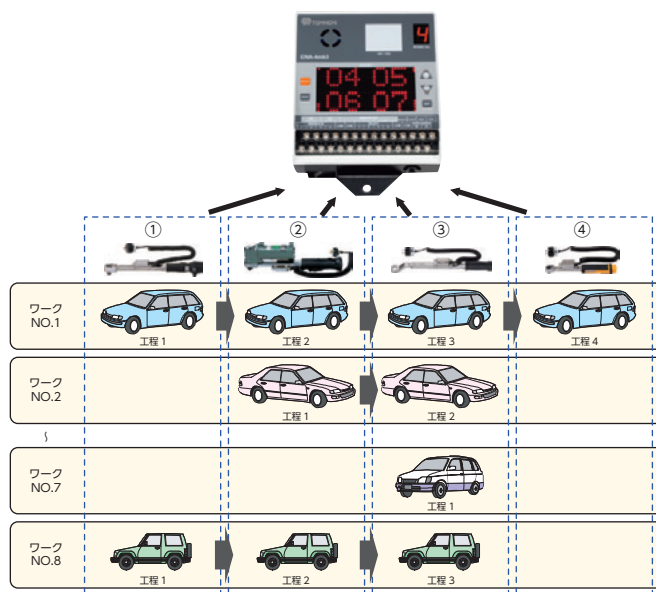 TOHNICHI
CNA-4mk3
4
04 05
06 07
① ② ③ ④
ワーク
NO.1
工程 1 工程 2 工程 3 工程 4
ワーク
NO.2
工程 1 工程 2
〜
ワーク
NO.7
工程 1
ワーク
NO.8
工程 1 工程 2 工程 3